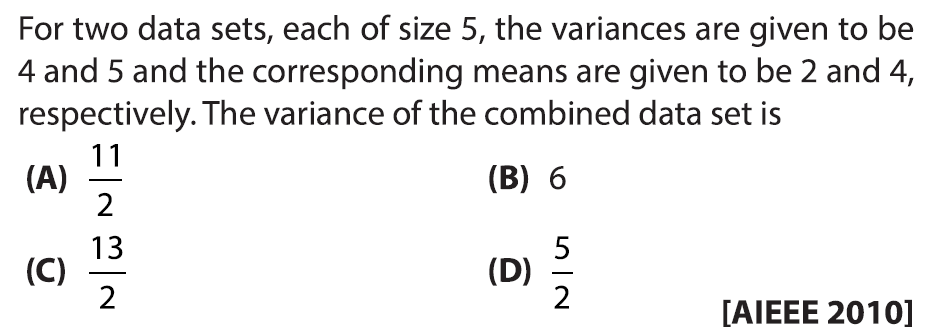 For two data sets, each of size 5, the variances are given to be
4 and 5 and the corresponding means are given to be 2 and 4,
respectively. The variance of the combined data set is
(A) 11/2 (B) 6
(C) 13/2 (D) 5/2
[AIEEE 2010]